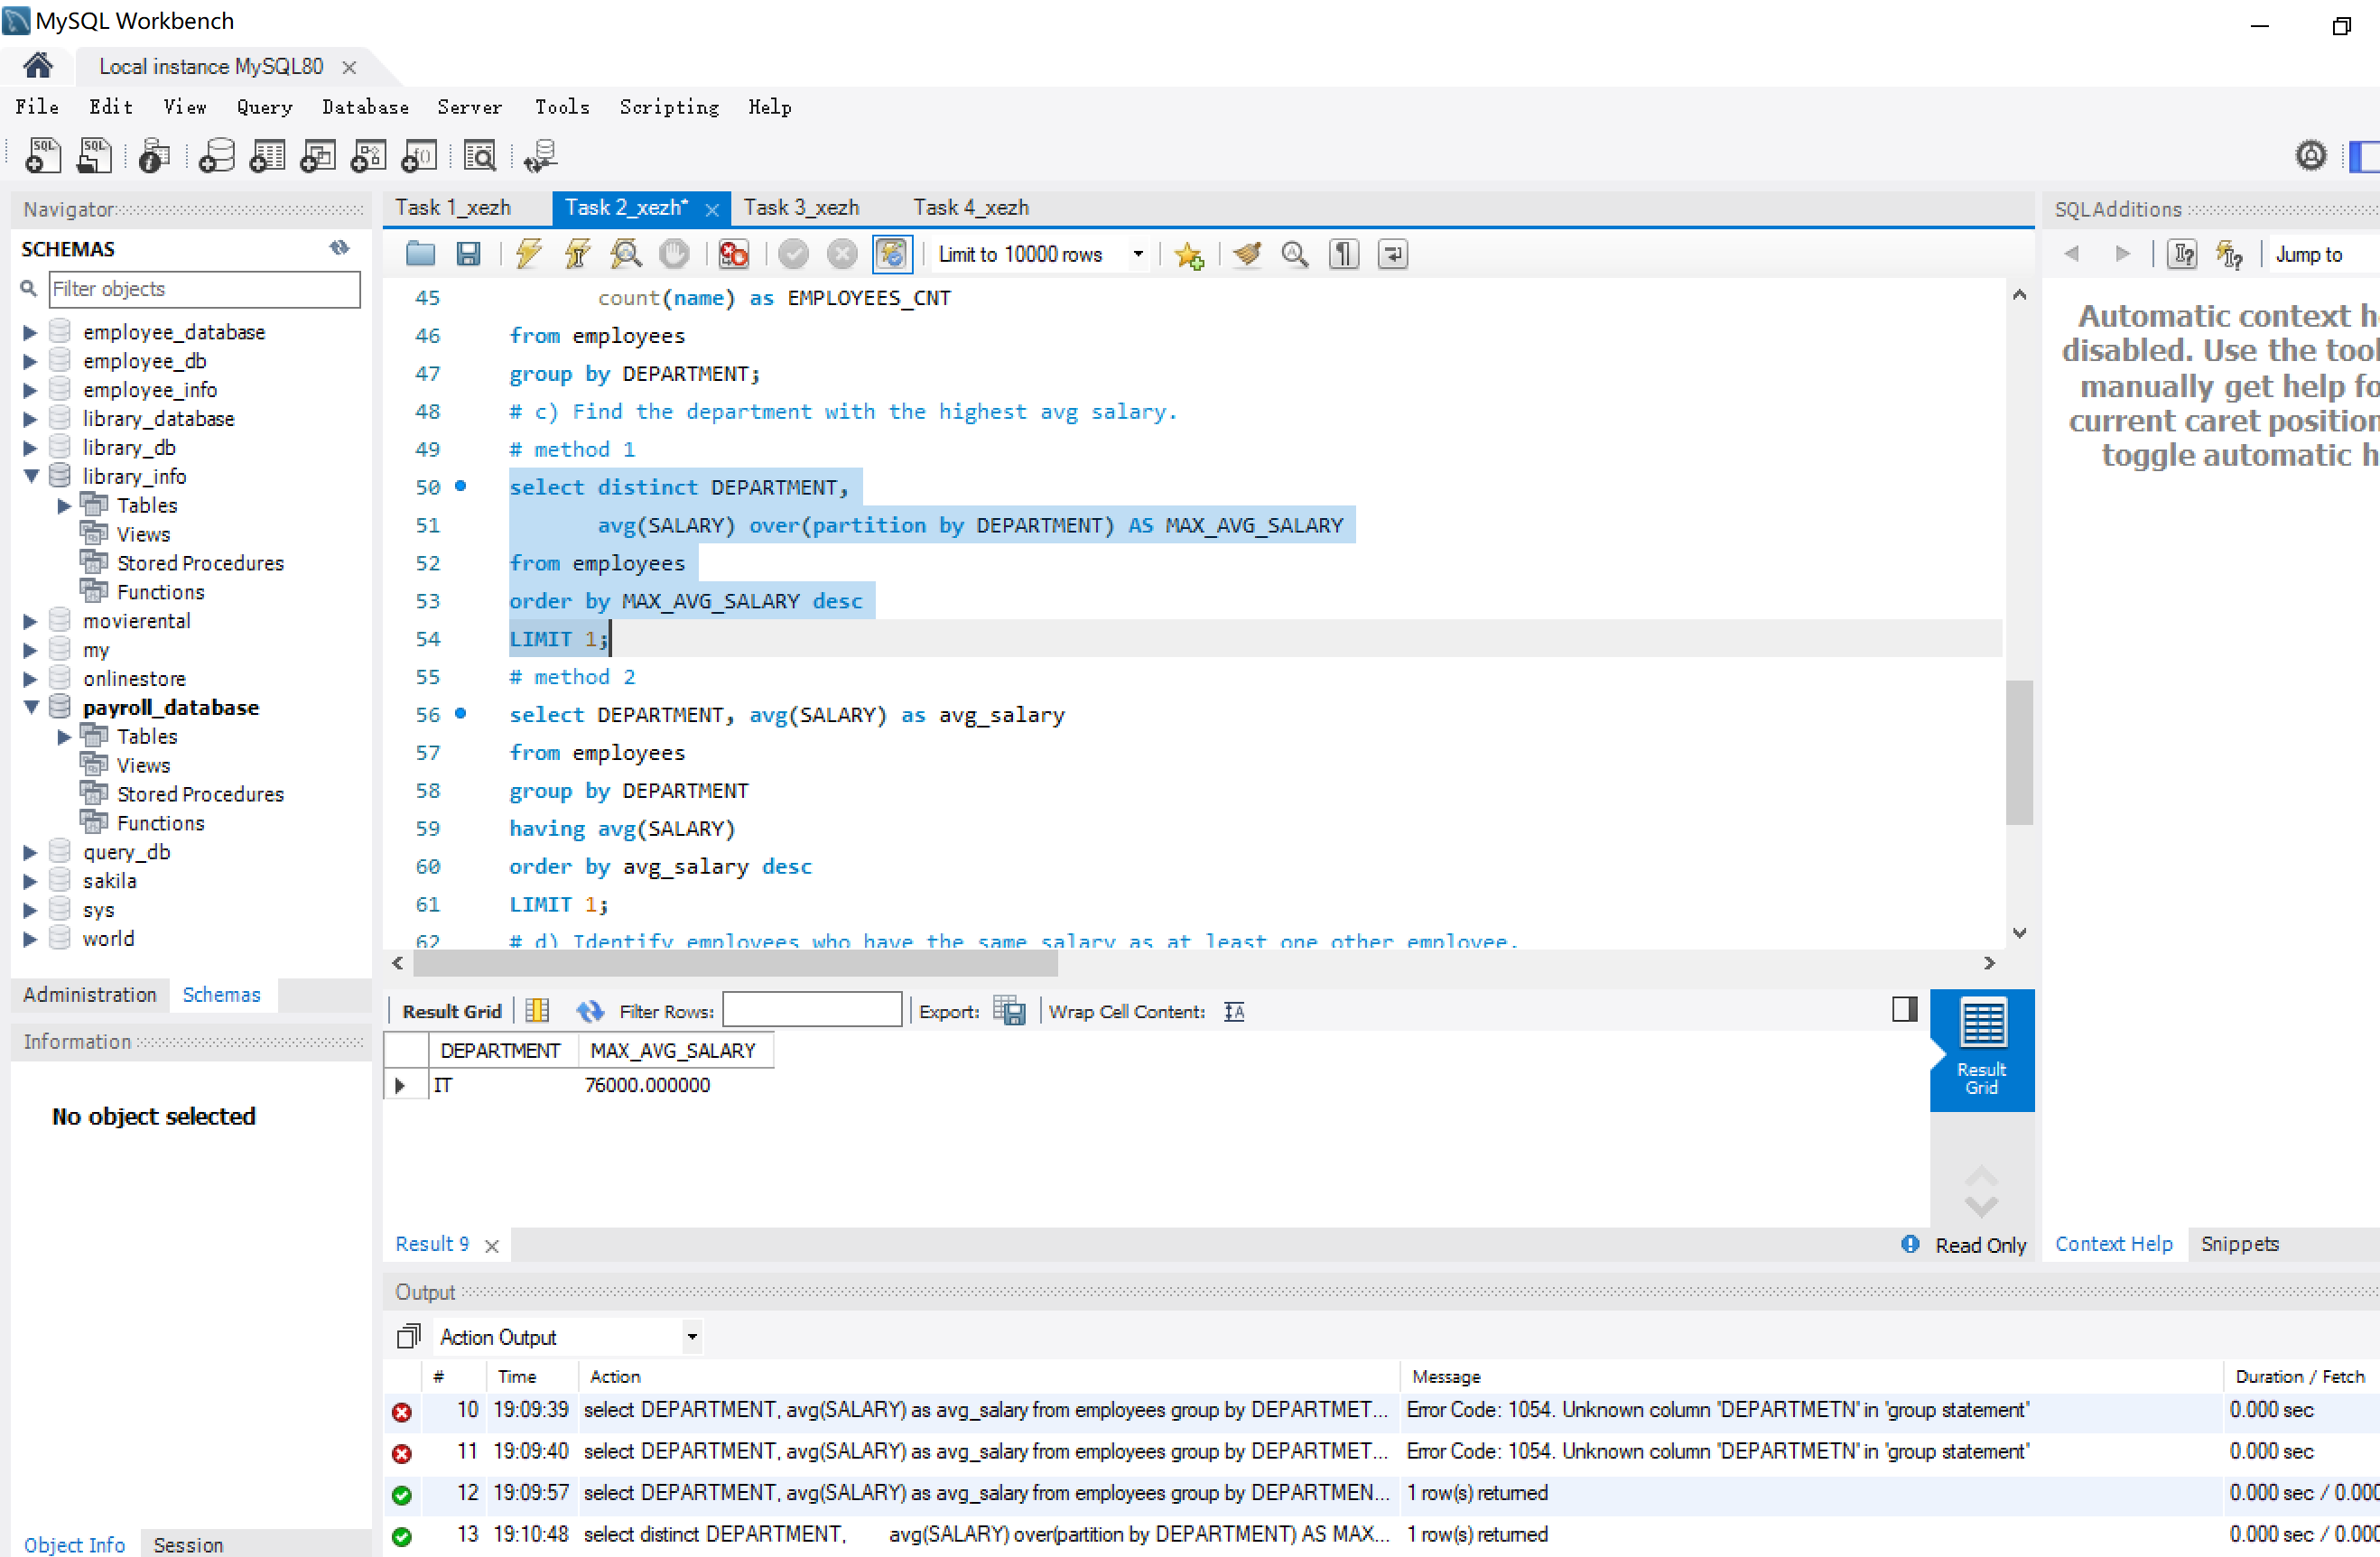 MySQL Workbench
Local instance MySQL80
File Edit View Query Database Server Tools Scripting Help
Navigator
SCHEMAS
Filter objects
employee_database
employee_db
employee_info
library_database
library_db
library_info
Tables
Views
Stored Procedures
Functions
movierental
my
onlinestore
payroll_database
Tables
Views
Stored Procedures
Functions
query_db
sakila
sys
world
Administration Schemas
Information
No object selected
Object Info Session
Task 1_xezh Task 2_xezh* Task 3_xezh Task 4_xezh
Limit to 10000 rows
45 count(name) as EMPLOYEES_CNT
46 from employees
47 group by DEPARTMENT;
48 # c) Find the department with the highest avg salary.
49 # method 1
50 select distinct DEPARTMENT,
51 avg(SALARY) over(partition by DEPARTMENT) AS MAX_AVG_SALARY
52 from employees
53 order by MAX_AVG_SALARY desc
54 LIMIT 1;
55 # method 2
56 select DEPARTMENT, avg(SALARY) as avg_salary
57 from employees
58 group by DEPARTMENT
59 having avg(SALARY)
60 order by avg_salary desc
61 LIMIT 1;
62 # d) Identify employees who have the same salary as at least one other employee.
Result Grid Filter Rows: Export: Wrap Cell Content:
DEPARTMENT MAX_AVG_SALARY
IT 76000.000000
Result Grid
Result 9 Read Only
SQLAdditions
Jump to
Automatic context h
disabled. Use the tool
manually get help fo
current caret position
toggle automatic h
Context Help Snippets
Output
Action Output
# Time Action Message Duration / Fetch
10 19:09:39 select DEPARTMENT, avg(SALARY) as avg_salary from employees group by DEPARTMET... Error Code: 1054. Unknown column 'DEPARTMETN' in 'group statement' 0.000 sec
11 19:09:40 select DEPARTMENT, avg(SALARY) as avg_salary from employees group by DEPARTMET... Error Code: 1054. Unknown column 'DEPARTMETN' in 'group statement' 0.000 sec
12 19:09:57 select DEPARTMENT, avg(SALARY) as avg_salary from employees group by DEPARTMEN... 1 row(s) returned 0.000 sec / 0.000
13 19:10:48 select distinct DEPARTMENT, avg(SALARY) over(partition by DEPARTMENT) AS MAX... 1 row(s) returned 0.000 sec / 0.000